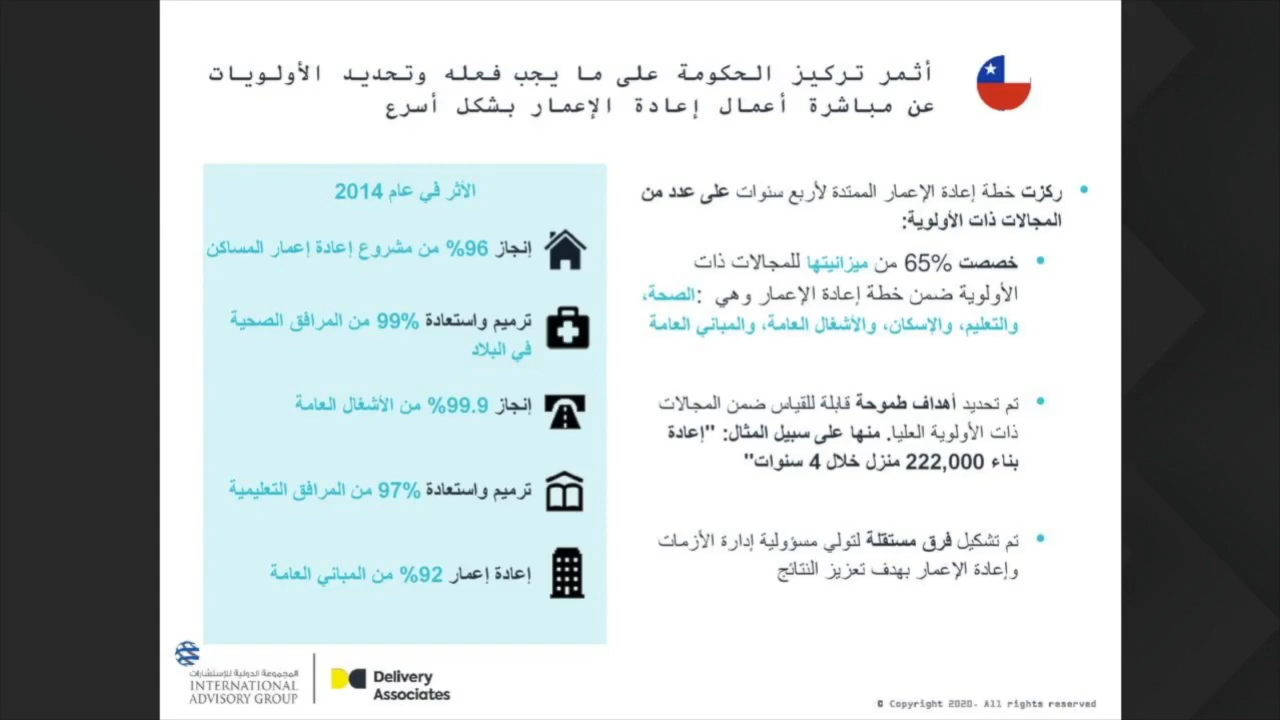 أثمر تركيز الحكومة على ما يجب فعله وتحديد الأولويات
عن مباشرة أعمال إعادة الإعمار بشكل أسرع
ركزت خطة إعادة الإعمار الممتدة لأربع سنوات على عدد من
المجالات ذات الأولوية:
خصصت 65% من ميزانيتها للمجالات ذات
الأولوية ضمن خطة إعادة الإعمار وهي :الصحة،
والتعليم، والإسكان، والأشغال العامة، والمباني العامة
تم تحديد أهداف طموحة قابلة للقياس ضمن المجالات
ذات الأولوية العليا. منها على سبيل المثال: "إعادة
بناء 222,000 منزل خلال 4 سنوات"
تم تشكيل فرق مستقلة لتولي مسؤولية إدارة الأزمات
وإعادة الإعمار بهدف تعزيز النتائج
الأثر في عام 2014
إنجاز 96% من مشروع إعادة إعمار المساكن
ترميم واستعادة 99% من المرافق الصحية
في البلاد
إنجاز 99.9% من الأشغال العامة
ترميم واستعادة 97% من المرافق التعليمية
إعادة إعمار 92% من المباني العامة
المجموعة الدولية للإستشارات
INTERNATIONAL
ADVISORY GROUP
Delivery
Associates
© Copyright 2020. All rights reserved